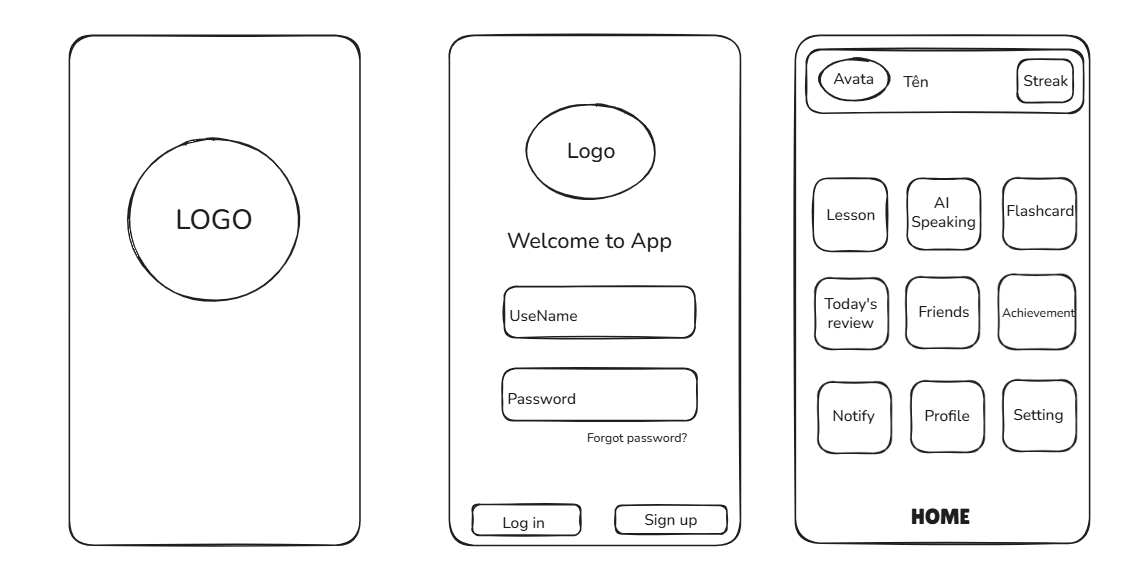 LOGO
Logo
Welcome to App
UseName
Password
Forgot password?
Log in
Sign up
Avata
Tên
Streak
Lesson
AI
Speaking
Flashcard
Today's
review
Friends
Achievement
Notify
Profile
Setting
HOME